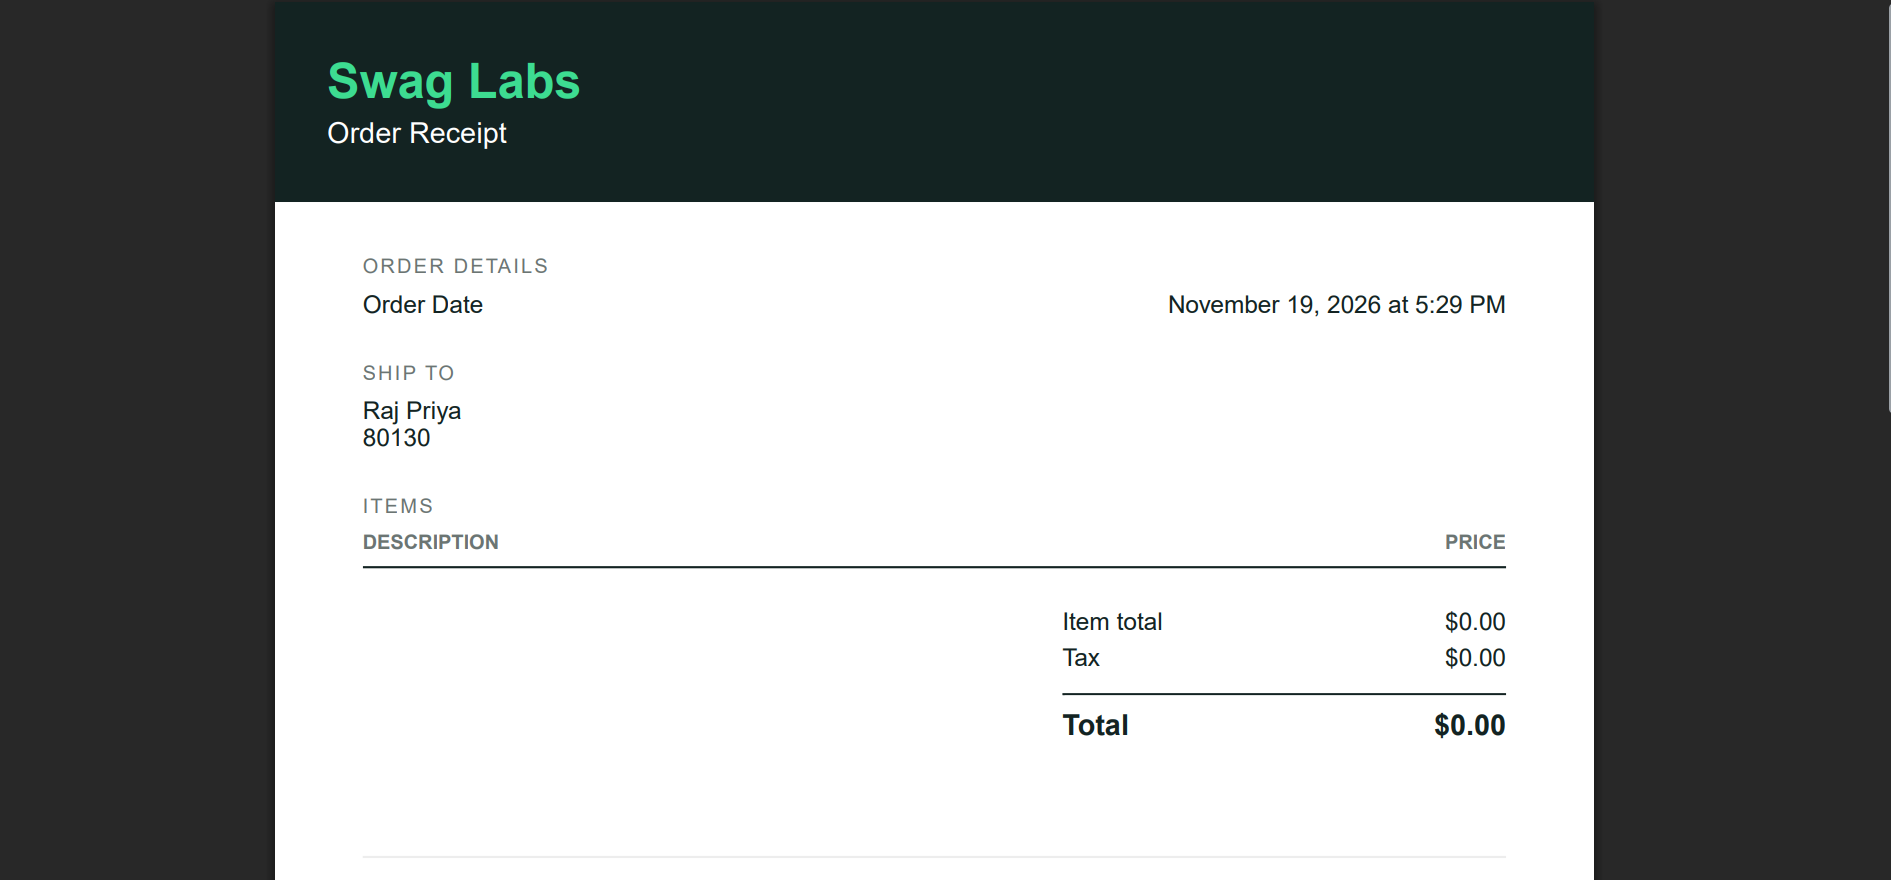 Swag Labs
Order Receipt
ORDER DETAILS
Order Date November 19, 2026 at 5:29 PM
SHIP TO
Raj Priya
80130
ITEMS
DESCRIPTION PRICE
Item total $0.00
Tax $0.00
Total $0.00